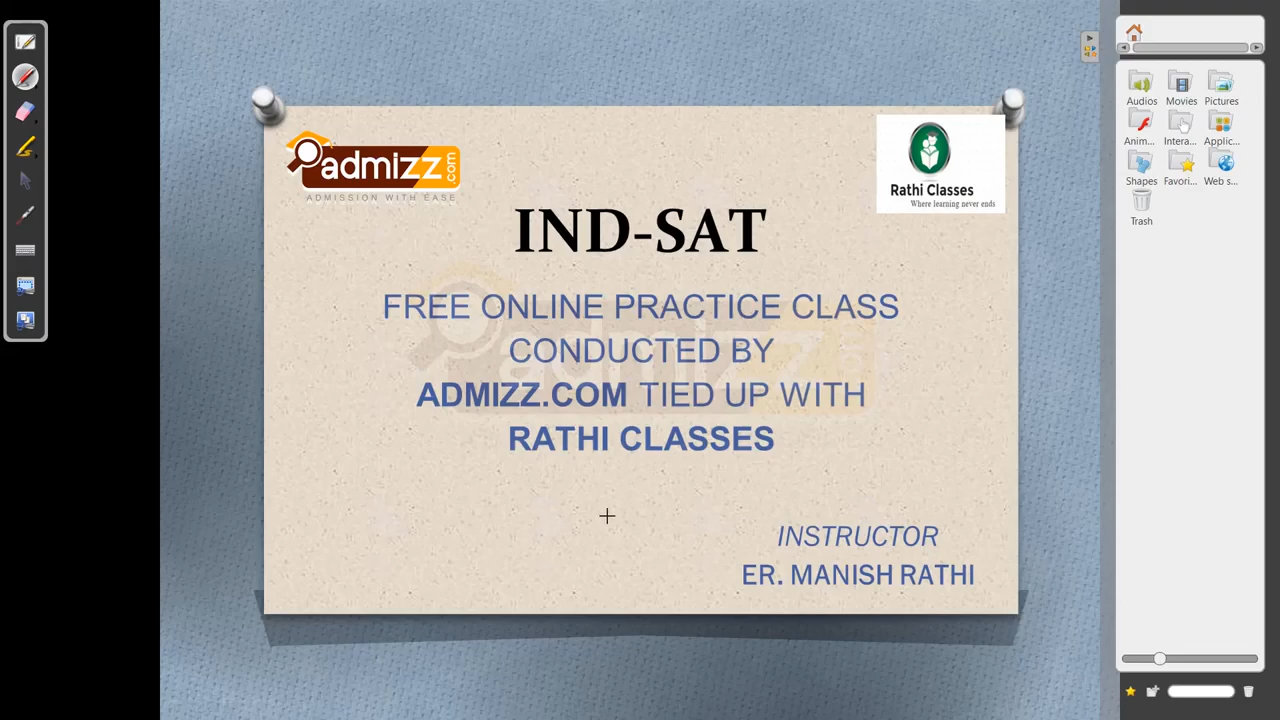 admizz.com
ADMISSION WITH EASE
Rathi Classes
Where learning never ends
IND-SAT
FREE ONLINE PRACTICE CLASS
CONDUCTED BY
ADMIZZ.COM TIED UP WITH
RATHI CLASSES
INSTRUCTOR
ER. MANISH RATHI
Audios
Movies
Pictures
Anim...
Intera...
Applic...
Shapes
Favori...
Web s...
Trash